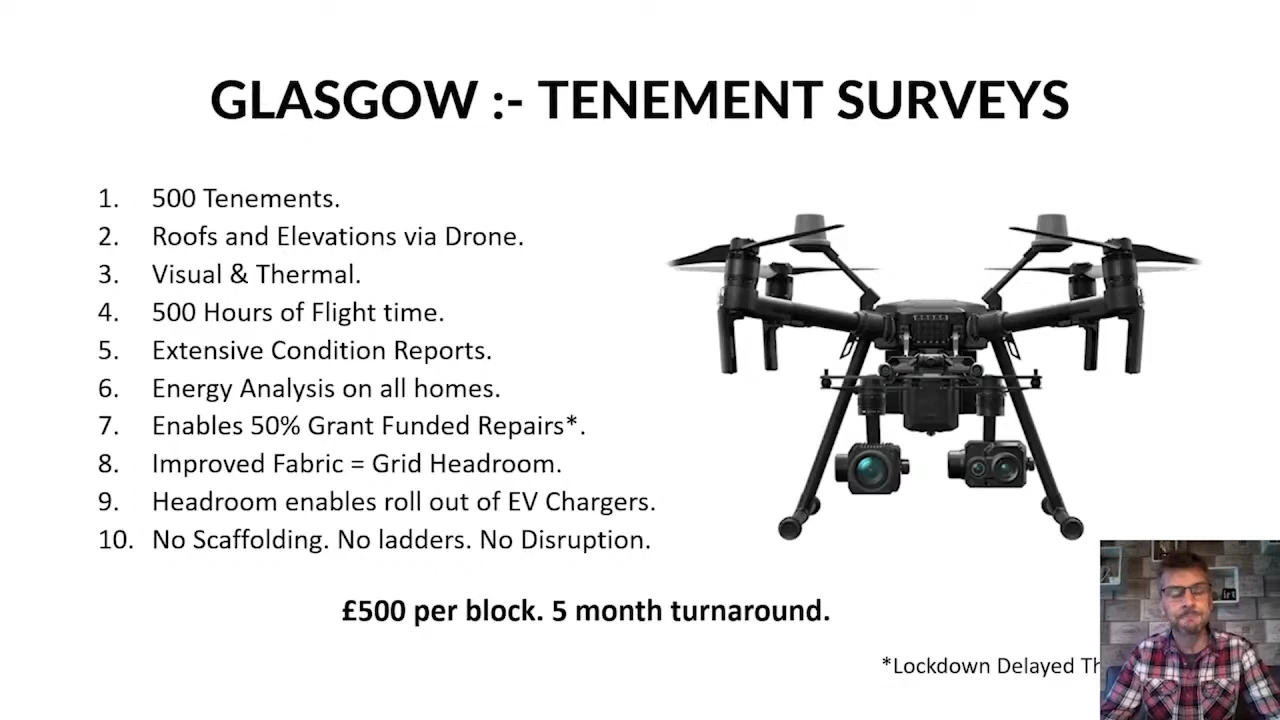 GLASGOW :- TENEMENT SURVEYS
1. 500 Tenements.
2. Roofs and Elevations via Drone.
3. Visual & Thermal.
4. 500 Hours of Flight time.
5. Extensive Condition Reports.
6. Energy Analysis on all homes.
7. Enables 50% Grant Funded Repairs*.
8. Improved Fabric = Grid Headroom.
9. Headroom enables roll out of EV Chargers.
10. No Scaffolding. No ladders. No Disruption.
£500 per block. 5 month turnaround.
*Lockdown Delayed